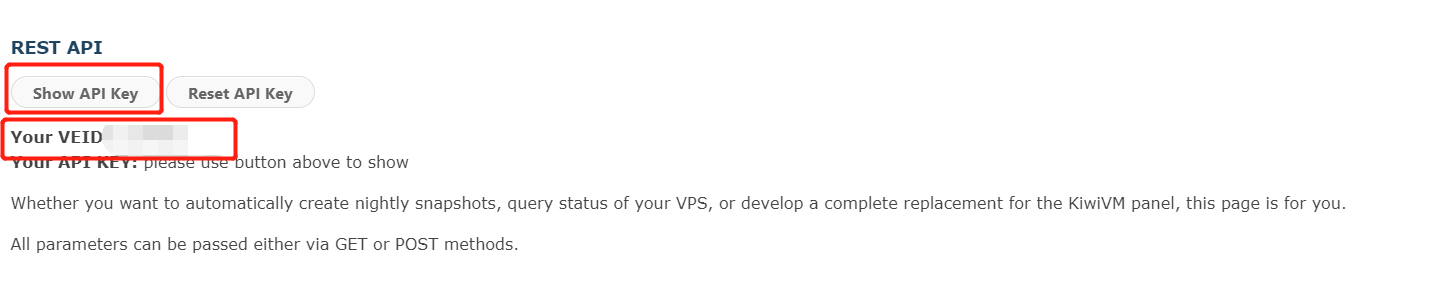 REST API
Show API Key Reset API Key
Your VEID
Your API KEY: please use button above to show
Whether you want to automatically create nightly snapshots, query status of your VPS, or develop a complete replacement for the KiwiVM panel, this page is for you.
All parameters can be passed either via GET or POST methods.